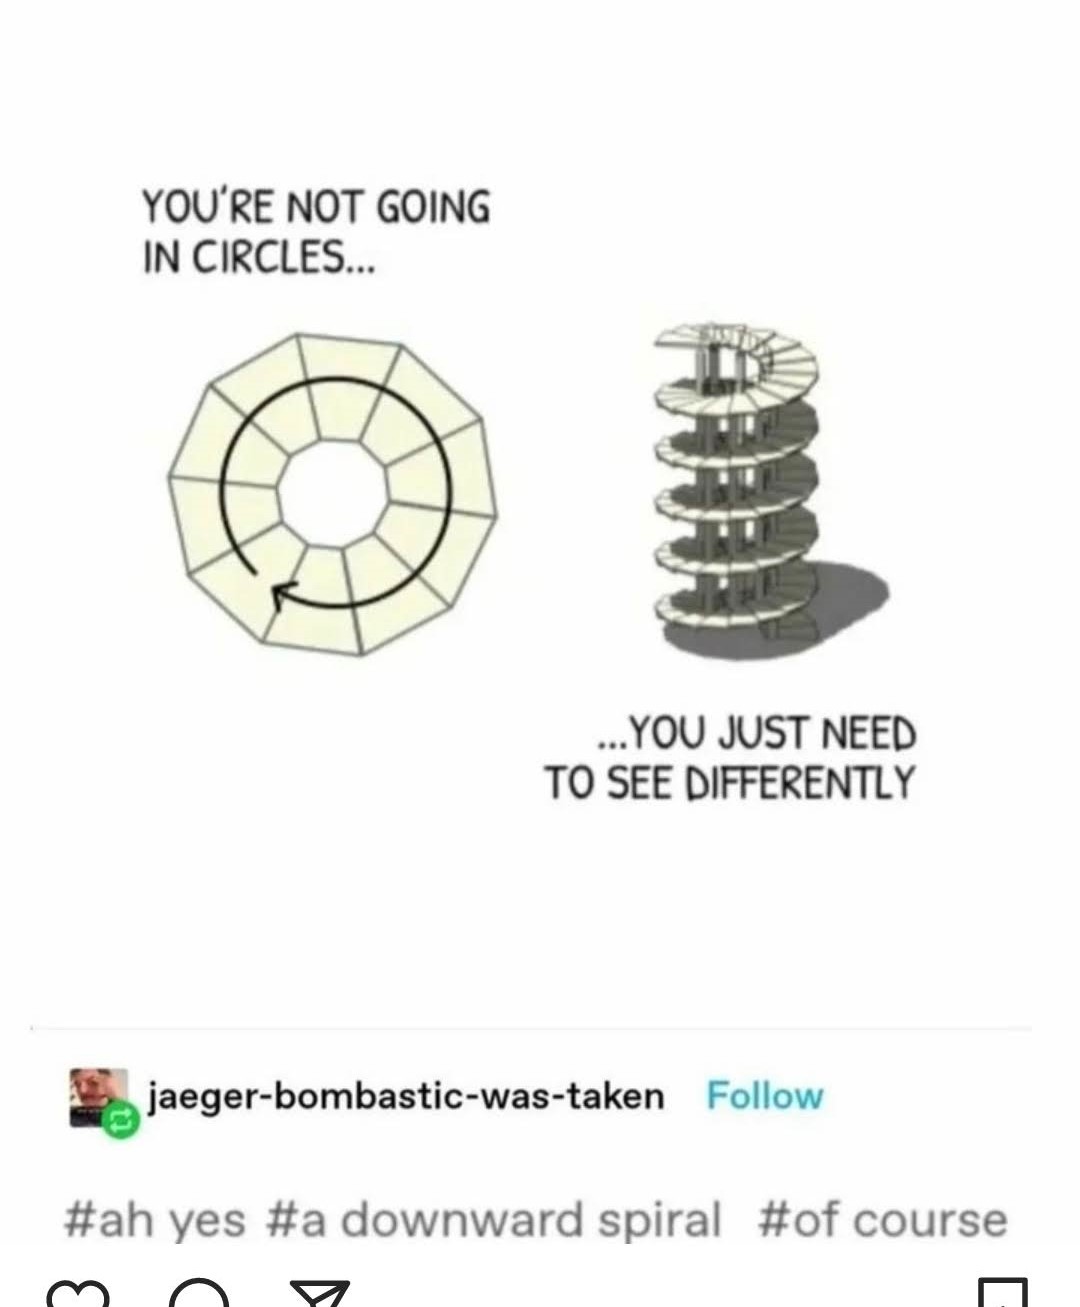 YOU'RE NOT GOING
IN CIRCLES...
...YOU JUST NEED
TO SEE DIFFERENTLY
jaeger-bombastic-was-taken Follow
#ah yes #a downward spiral #of course